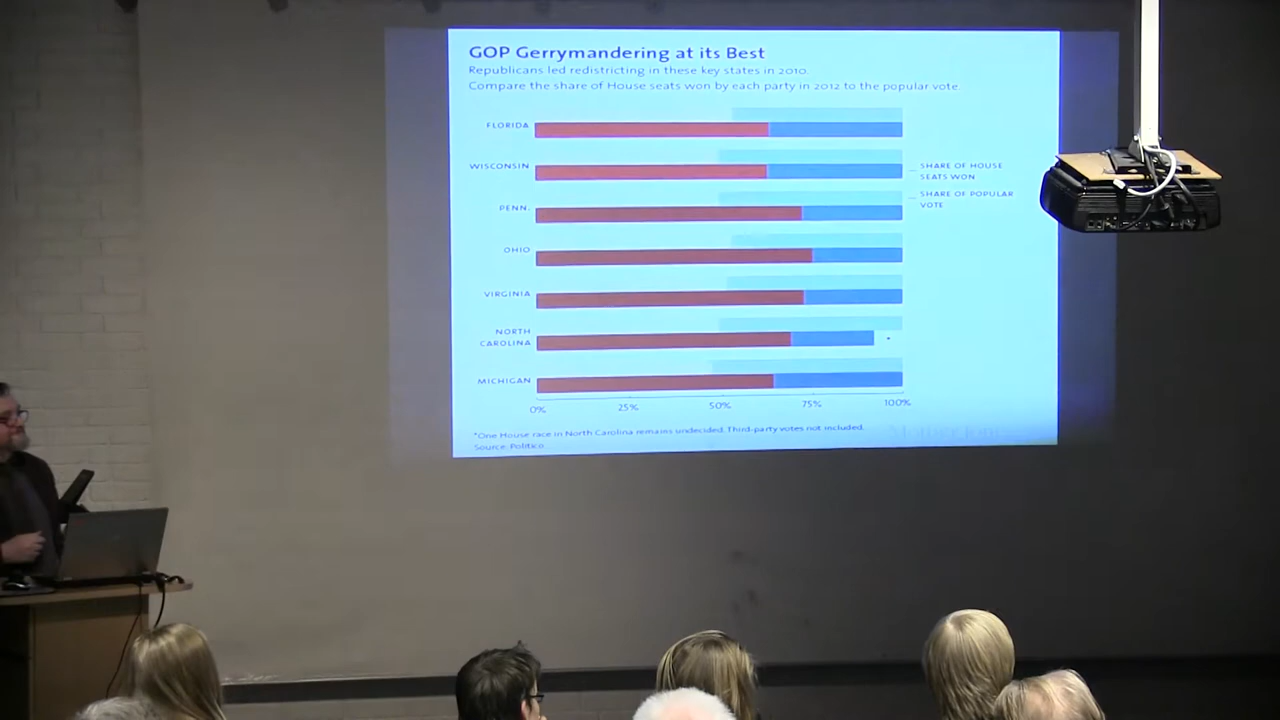 GOP Gerrymandering at its Best
Republicans led redistricting in these key states in 2010.
Compare the share of House seats won by each party in 2012 to the popular vote.
FLORIDA
WISCONSIN
SHARE OF HOUSE
SEATS WON
PENN.
SHARE OF POPULAR
VOTE
OHIO
VIRGINIA
NORTH
CAROLINA
*
MICHIGAN
0% 25% 50% 75% 100%
*One House race in North Carolina remains undecided. Third-party votes not included.
Source: Politico
Mother Jones